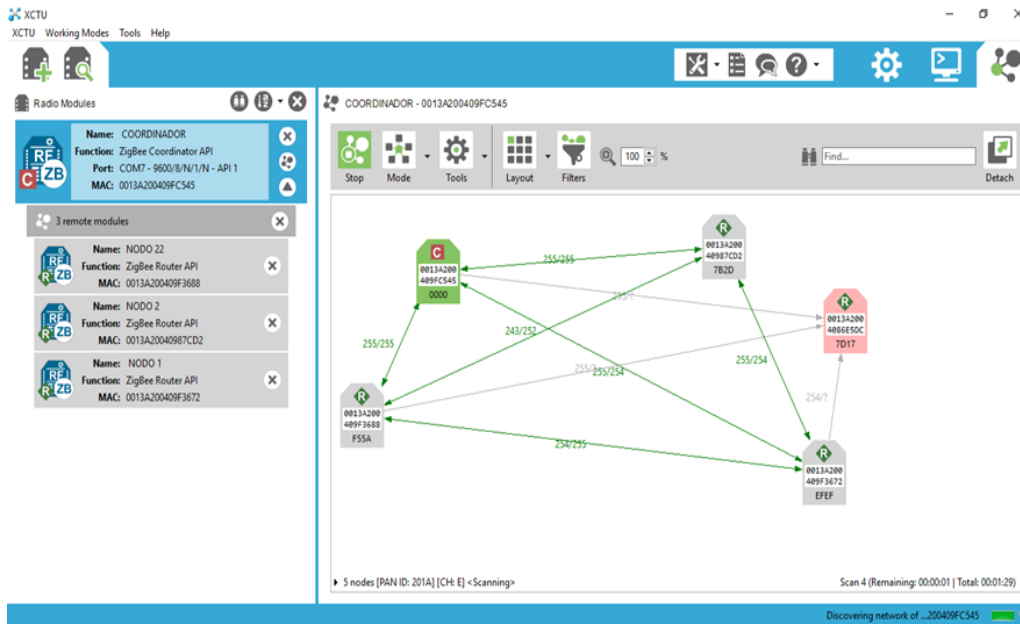 XCTU
XCTU Working Modes Tools Help
Radio Modules
COORDINADOR - 0013A200409FC545
Name: COORDINADOR
Function: ZigBee Coordinator API
Port: COM7 - 9600/8/N/1/N - API 1
MAC: 0013A200409FC545
3 remote modules
Name: NODO 22
Function: ZigBee Router API
MAC: 0013A200409F3688
Name: NODO 2
Function: ZigBee Router API
MAC: 0013A20040987CD2
Name: NODO 1
Function: ZigBee Router API
MAC: 0013A200409F3672
Stop Mode Tools Layout Filters 100 % Find... Detach
C
0013A200
409FC545
0000
R
0013A200
40987CD2
7B2D
R
0013A200
4086E5DC
7D17
R
0013A200
409F3688
F55A
R
0013A200
409F3672
EFEF
255/255
243/252
255/255
255/254
255/254
254/?
254/255
5 nodes [PAN ID: 201A] [CH: E] <Scanning>
Scan 4 (Remaining: 00:00:01 | Total: 00:01:29)
Discovering network of ...200409FC545